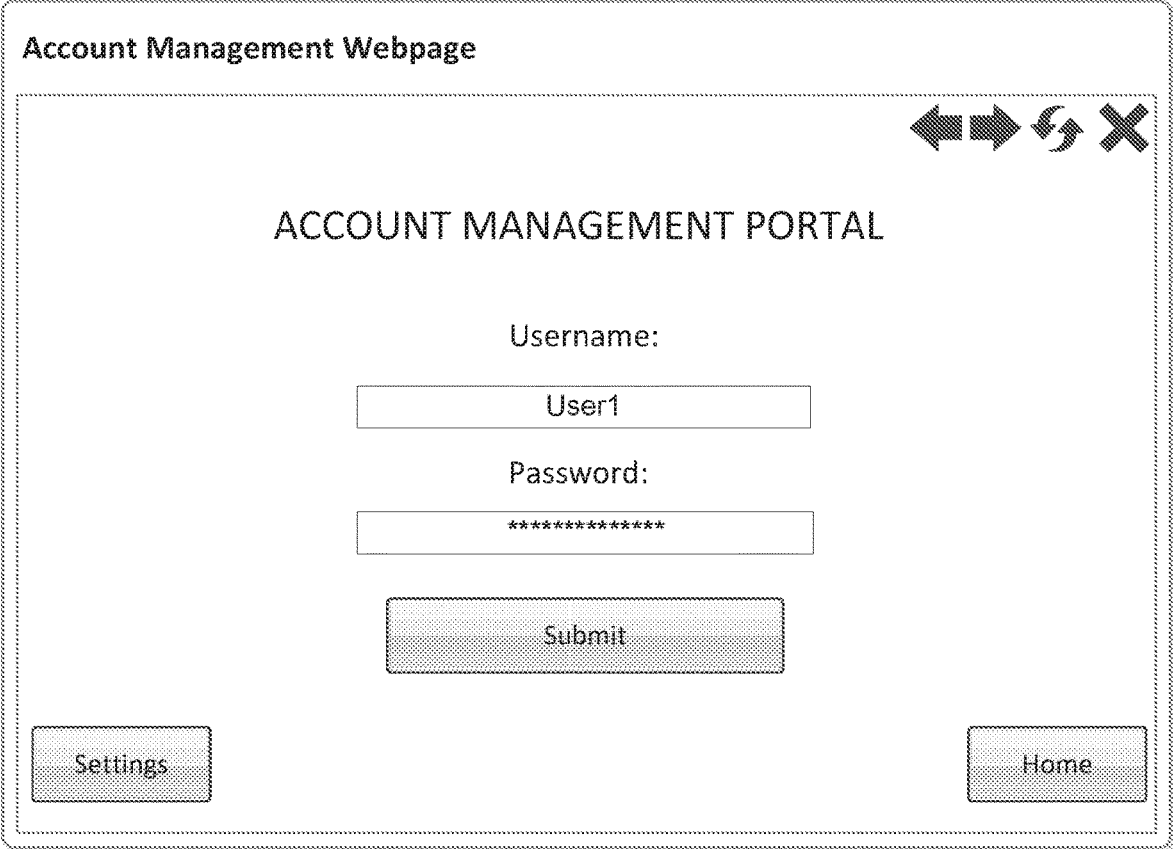 Account Management Webpage
ACCOUNT MANAGEMENT PORTAL
Username:
User1
Password:
**************
Submit
Settings
Home